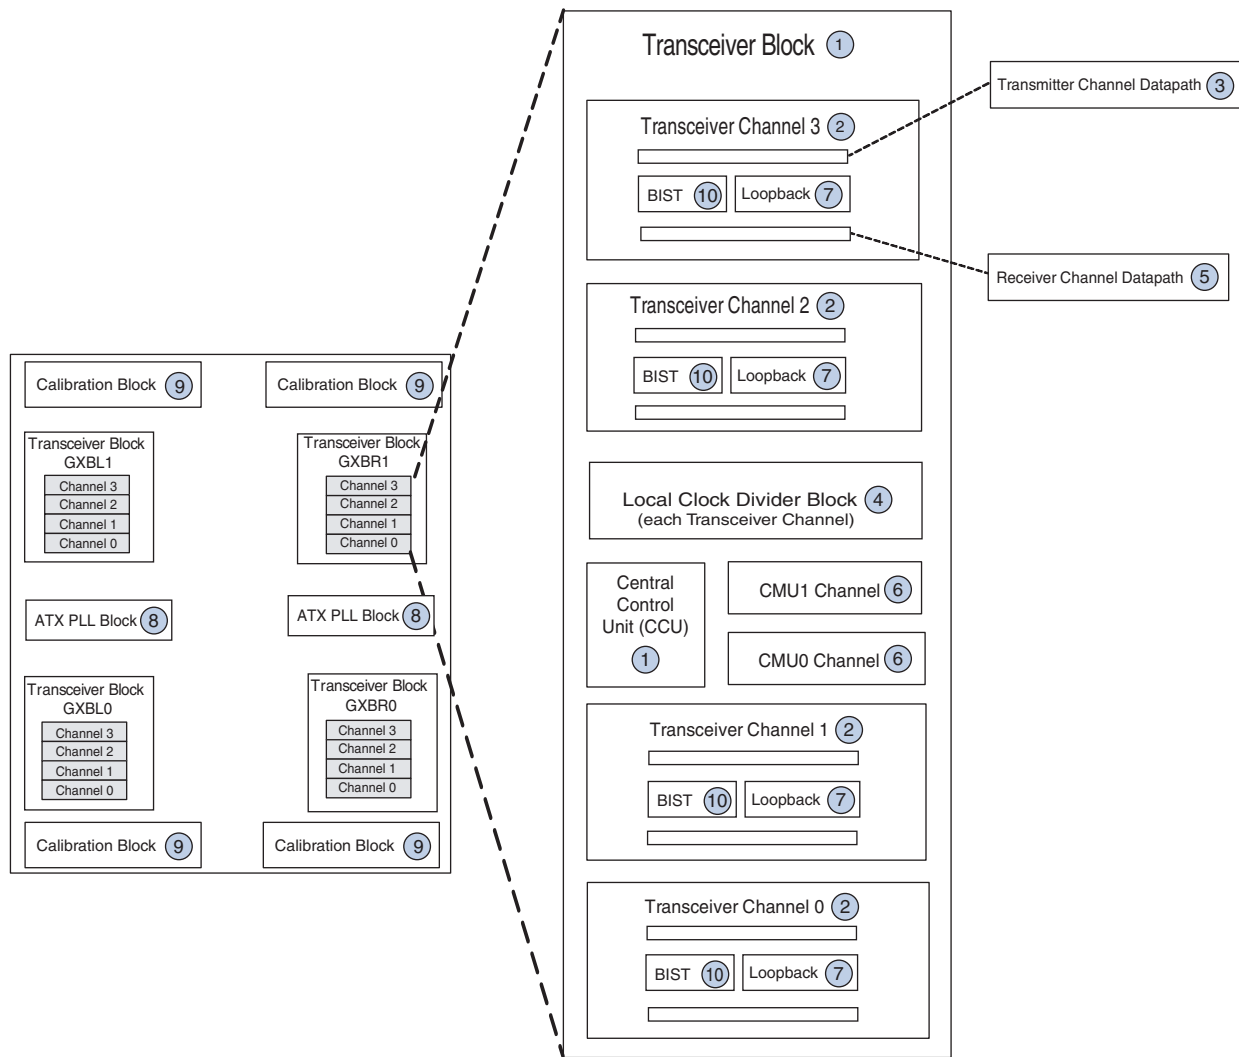 Calibration Block 9
Calibration Block 9
Transceiver Block
GXBL1
Channel 3
Channel 2
Channel 1
Channel 0
Transceiver Block
GXBR1
Channel 3
Channel 2
Channel 1
Channel 0
ATX PLL Block 8
ATX PLL Block 8
Transceiver Block
GXBL0
Channel 3
Channel 2
Channel 1
Channel 0
Transceiver Block
GXBR0
Channel 3
Channel 2
Channel 1
Channel 0
Calibration Block 9
Calibration Block 9
Transceiver Block 1
Transceiver Channel 3 2
BIST 10
Loopback 7
Transmitter Channel Datapath 3
Receiver Channel Datapath 5
Transceiver Channel 2 2
BIST 10
Loopback 7
Local Clock Divider Block 4
(each Transceiver Channel)
Central
Control
Unit (CCU)
1
CMU1 Channel 6
CMU0 Channel 6
Transceiver Channel 1 2
BIST 10
Loopback 7
Transceiver Channel 0 2
BIST 10
Loopback 7